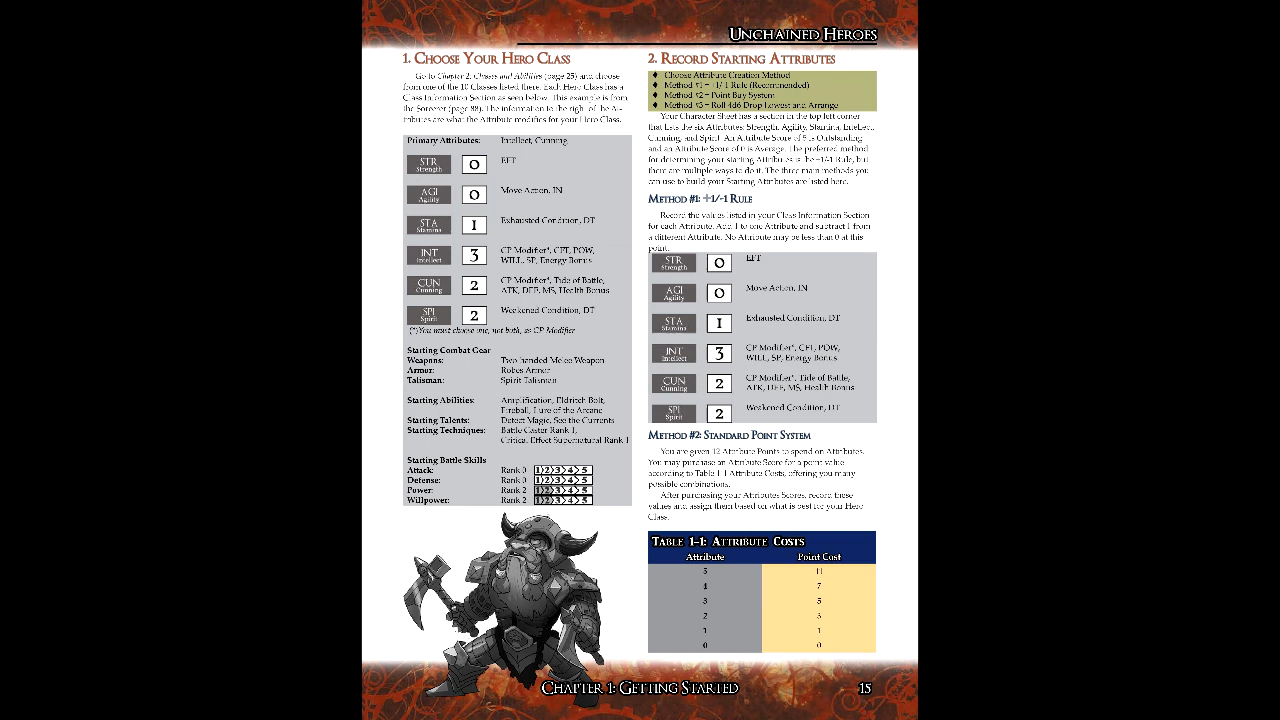 Unchained Heroes
1. Choose Your Hero Class
Go to Chapter 2: Classes and Abilities (page 25) and choose
from one of the 10 Classes listed there. Each Hero Class has a
Class Information Section as seen below. This example is from
the Sorcerer (page 88). The information to the right of the At-
tributes are what the Attribute modifies for your Hero Class.
Primary Attributes: Intellect, Cunning
STR 0 EFT
Strength
AGI 0 Move Action, IN
Agility
STA 1 Exhausted Condition, DT
Stamina
INT 3 CP Modifier*, CFT, POW,
Intellect WILL, SP, Energy Bonus
CUN 2 CP Modifier*, Tide of Battle,
Cunning ATK, DEF, MS, Health Bonus
SPI 2 Weakened Condition, DT
Spirit
(*)You must choose one, not both, as CP Modifier
Starting Combat Gear
Weapons: Two-handed Melee Weapon
Armor: Robes Armor
Talisman: Spirit Talisman
Starting Abilities: Amplification, Eldritch Bolt,
Fireball, Lure of the Arcane
Starting Talents: Detect Magic, See the Currents
Starting Techniques: Battle Caster Rank 1,
Critical Effect Supernatural Rank 1
Starting Battle Skills
Attack: Rank 0 1 2 3 4 5
Defense: Rank 0 1 2 3 4 5
Power: Rank 2 1 2 3 4 5
Willpower: Rank 2 1 2 3 4 5
2. Record Starting Attributes
♦ Choose Attribute Creation Method
♦ Method #1 = +1/-1 Rule (Recommended)
♦ Method #2 = Point Buy System
♦ Method #3 = Roll 4d6 Drop Lowest and Arrange
Your Character Sheet has a section in the top left corner
that lists the six Attributes: Strength, Agility, Stamina, Intellect,
Cunning, and Spirit. An Attribute Score of 5 is Outstanding
and an Attribute Score of 0 is Average. The preferred method
for determining your starting Attributes is the +1/-1 Rule, but
there are multiple ways to do it. The three main methods you
can use to build your Starting Attributes are listed here.
Method #1: +1/-1 Rule
Record the values listed in your Class Information Section
for each Attribute. Add 1 to one Attribute and subtract 1 from
a different Attribute. No Attribute may be less than 0 at this
point.
STR 0 EFT
Strength
AGI 0 Move Action, IN
Agility
STA 1 Exhausted Condition, DT
Stamina
INT 3 CP Modifier*, CFT, POW,
Intellect WILL, SP, Energy Bonus
CUN 2 CP Modifier*, Tide of Battle,
Cunning ATK, DEF, MS, Health Bonus
SPI 2 Weakened Condition, DT
Spirit
Method #2: Standard Point System
You are given 12 Attribute Points to spend on Attributes.
You may purchase an Attribute Score for a point value
according to Table 1-1 Attribute Costs, offering you many
possible combinations.
After purchasing your Attributes Scores, record these
values and assign them based on what is best for your Hero
Class.
Table 1-1: Attribute Costs
Attribute Point Cost
5 11
4 7
3 5
2 3
1 1
0 0
Chapter 1: Getting Started 15